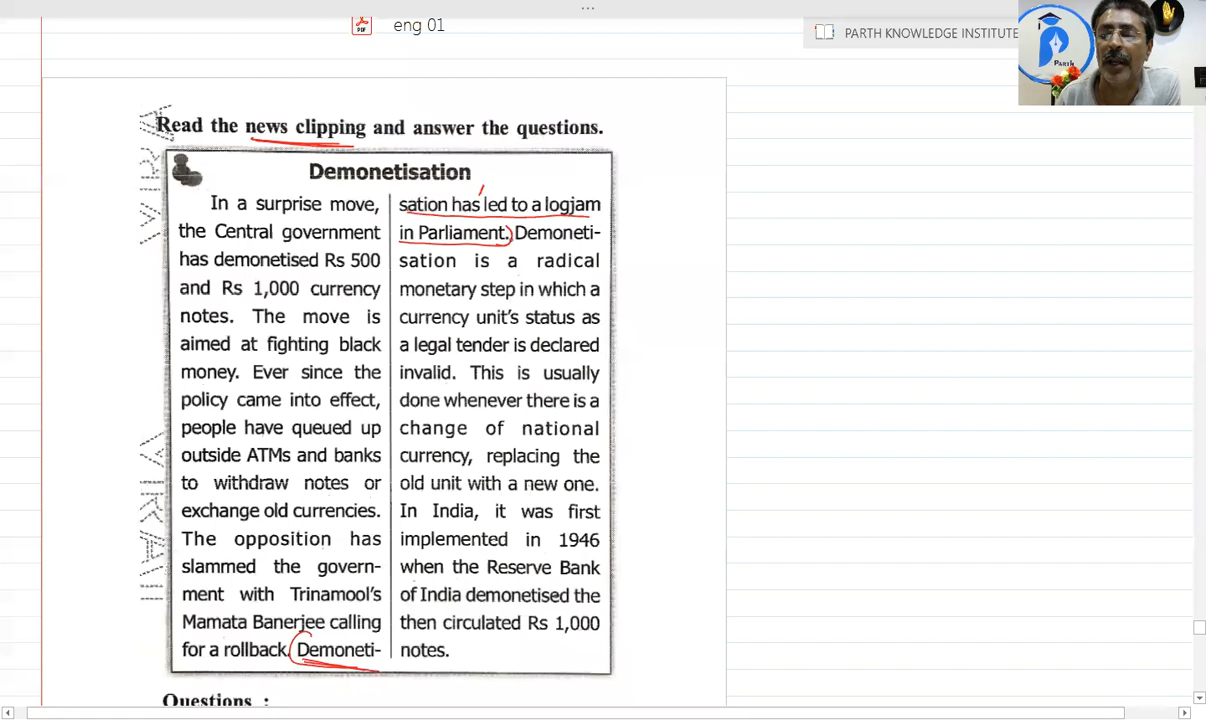 eng 01
PARTH KNOWLEDGE INSTITUTE
Parth
Read the news clipping and answer the questions.
Demonetisation
In a surprise move,
the Central government
has demonetised Rs 500
and Rs 1,000 currency
notes. The move is
aimed at fighting black
money. Ever since the
policy came into effect,
people have queued up
outside ATMs and banks
to withdraw notes or
exchange old currencies.
The opposition has
slammed the govern-
ment with Trinamool's
Mamata Banerjee calling
for a rollback. Demoneti-
sation has led to a logjam
in Parliament. Demoneti-
sation is a radical
monetary step in which a
currency unit's status as
a legal tender is declared
invalid. This is usually
done whenever there is a
change of national
currency, replacing the
old unit with a new one.
In India, it was first
implemented in 1946
when the Reserve Bank
of India demonetised the
then circulated Rs 1,000
notes.
Questions :